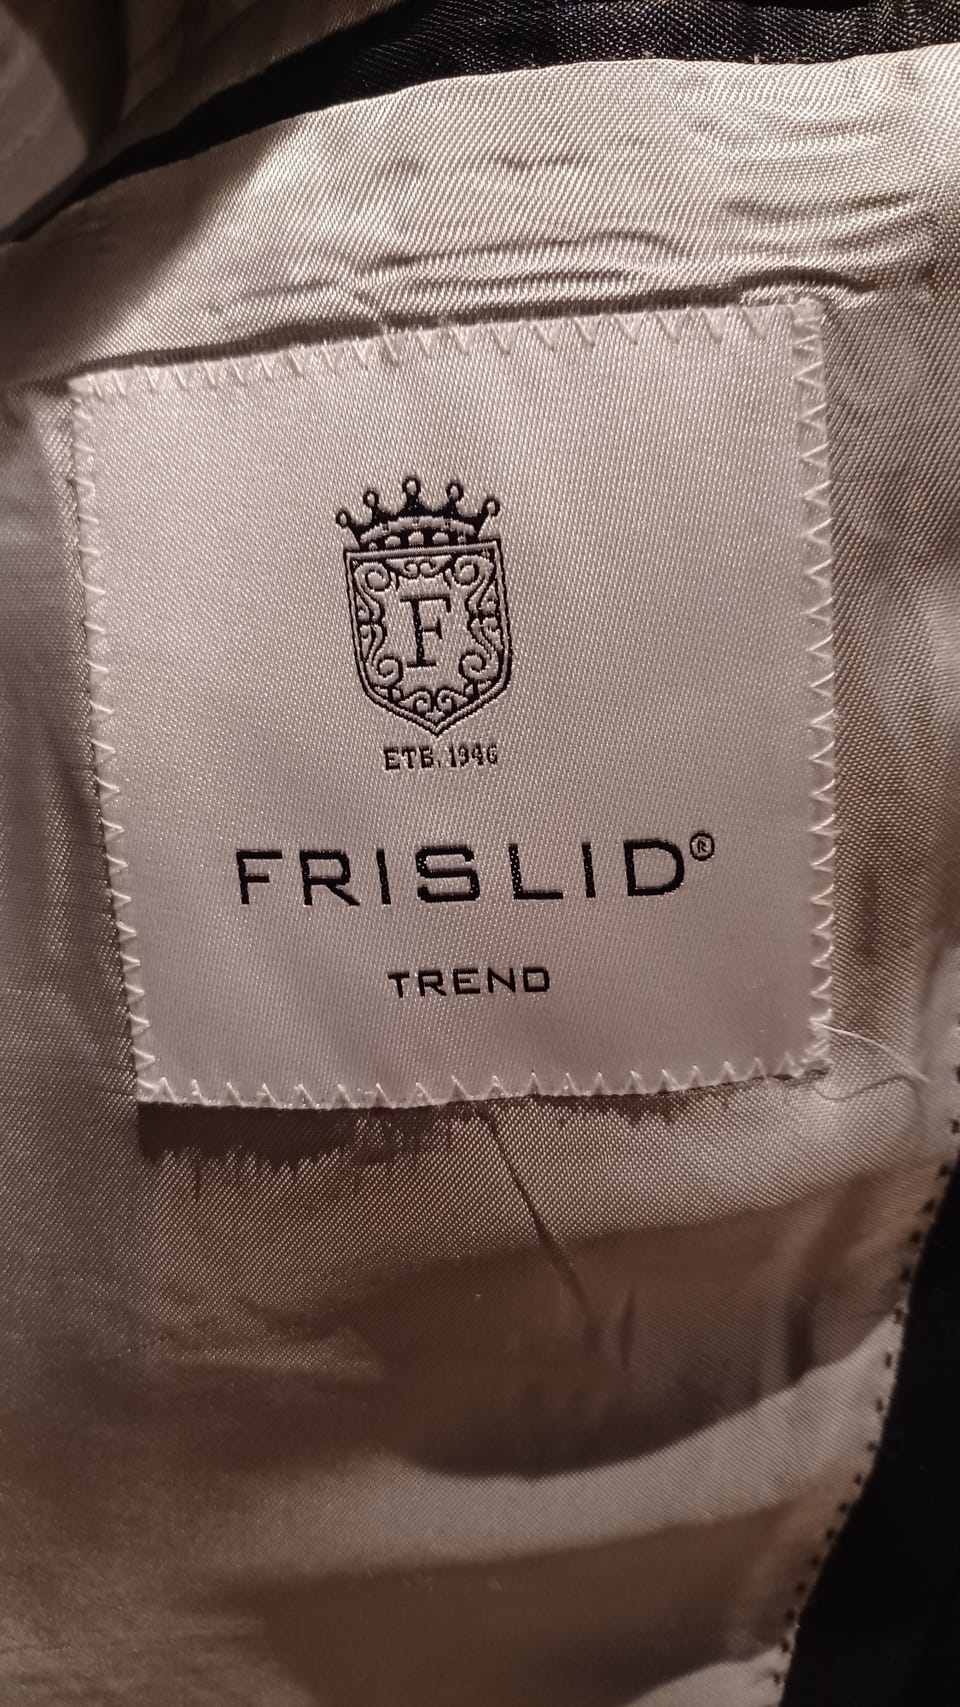 F
ETB. 1946
FRISLID®
TREND